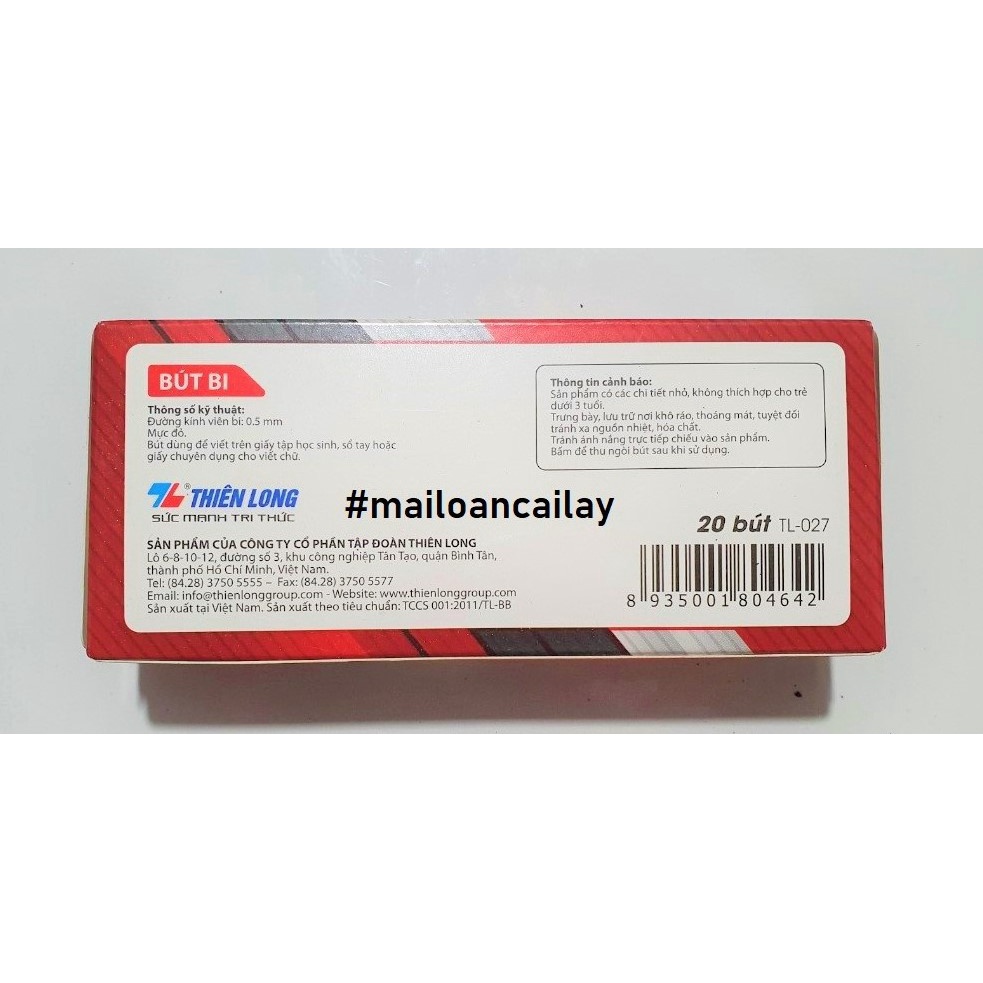 BÚT BI
Thông số kỹ thuật:
Đường kính viên bi: 0.5 mm
Mực đỏ.
Bút dùng để viết trên giấy tập học sinh, sổ tay hoặc
giấy chuyên dụng cho viết chữ.
Thông tin cảnh báo:
Sản phẩm có các chi tiết nhỏ, không thích hợp cho trẻ
dưới 3 tuổi.
Trưng bày, lưu trữ nơi khô ráo, thoáng mát, tuyệt đối
tránh xa nguồn nhiệt, hóa chất.
Tránh ánh nắng trực tiếp chiếu vào sản phẩm.
Bấm để thu ngòi bút sau khi sử dụng.
TL® THIÊN LONG
SỨC MẠNH TRI THỨC
#mailoancailay
SẢN PHẨM CỦA CÔNG TY CỔ PHẦN TẬP ĐOÀN THIÊN LONG
Lô 6-8-10-12, đường số 3, khu công nghiệp Tân Tạo, quận Bình Tân,
thành phố Hồ Chí Minh, Việt Nam.
Tel: (84.28) 3750 5555 – Fax: (84.28) 3750 5577
Email: info@thienlonggroup.com - Website: www.thienlonggroup.com
Sản xuất tại Việt Nam. Sản xuất theo tiêu chuẩn: TCCS 001:2011/TL-BB
20 bút TL-027
8 935001 804642